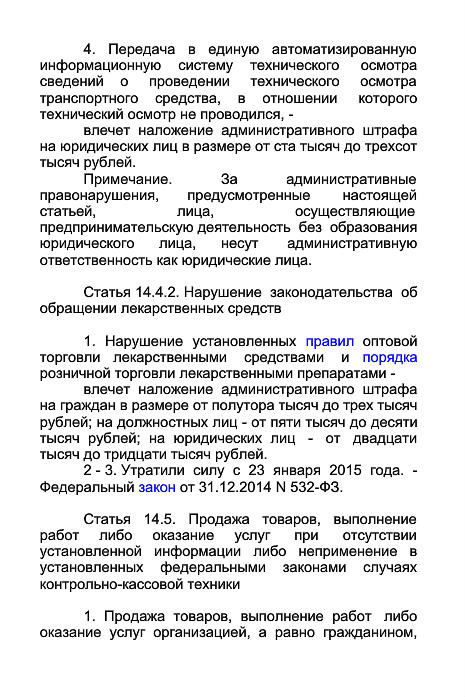 4. Передача в единую автоматизированную
информационную систему технического осмотра
сведений о проведении технического осмотра
транспортного средства, в отношении которого
технический осмотр не проводился, -
влечет наложение административного штрафа
на юридических лиц в размере от ста тысяч до трехсот
тысяч рублей.
Примечание. За административные
правонарушения, предусмотренные настоящей
статьей, лица, осуществляющие
предпринимательскую деятельность без образования
юридического лица, несут административную
ответственность как юридические лица.
Статья 14.4.2. Нарушение законодательства об
обращении лекарственных средств
1. Нарушение установленных правил оптовой
торговли лекарственными средствами и порядка
розничной торговли лекарственными препаратами -
влечет наложение административного штрафа
на граждан в размере от полутора тысяч до трех тысяч
рублей; на должностных лиц - от пяти тысяч до десяти
тысяч рублей; на юридических лиц - от двадцати
тысяч до тридцати тысяч рублей.
2 - 3. Утратили силу с 23 января 2015 года. -
Федеральный закон от 31.12.2014 N 532-ФЗ.
Статья 14.5. Продажа товаров, выполнение
работ либо оказание услуг при отсутствии
установленной информации либо неприменение в
установленных федеральными законами случаях
контрольно-кассовой техники
1. Продажа товаров, выполнение работ либо
оказание услуг организацией, а равно гражданином,